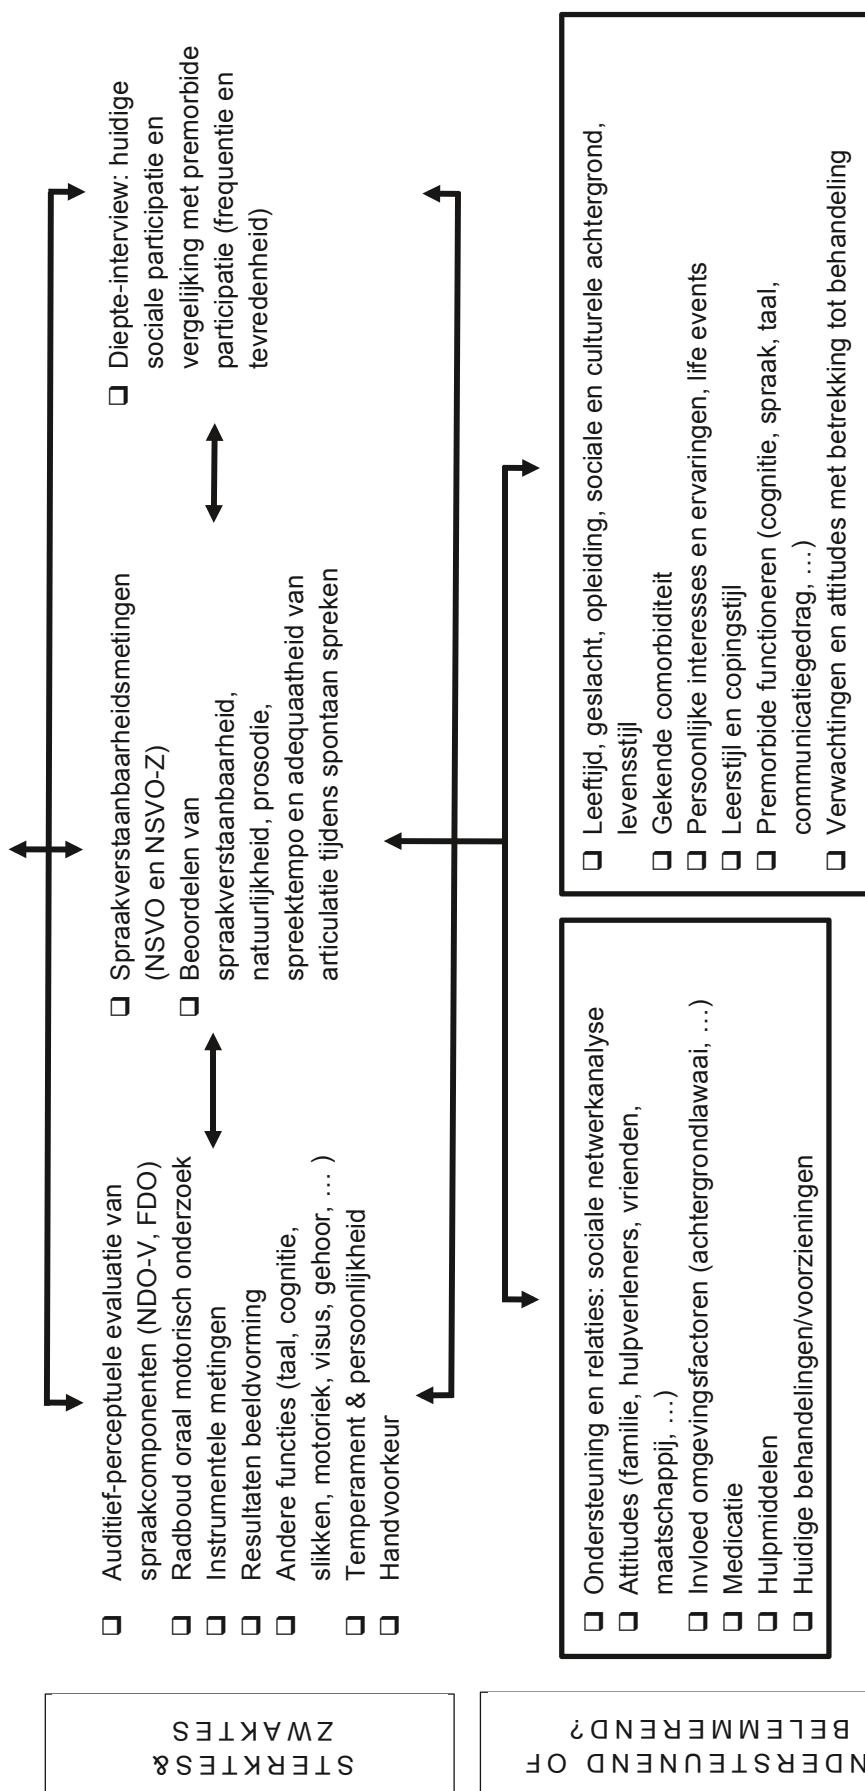 STERKTES&
ZWAKTES
❑ Auditief-perceptuele evaluatie van
spraakcomponenten (NDO-V, FDO)
❑ Radboud oraal motorisch onderzoek
❑ Instrumentele metingen
❑ Resultaten beeldvorming
❑ Andere functies (taal, cognitie,
slikken, motoriek, visus, gehoor, … )
❑ Temperament & persoonlijkheid
❑ Handvoorkeur
❑ Spraakverstaanbaarheidsmetingen
(NSVO en NSVO-Z)
❑ Beoordelen van
spraakverstaanbaarheid,
natuurlijkheid, prosodie,
spreektempo en adequaatheid van
articulatie tijdens spontaan spreken
❑ Diepte-interview: huidige
sociale participatie en
vergelijking met premorbide
participatie (frequentie en
tevredenheid)
NDERSTEUNEND OF
BELEMMEREND?
❑ Ondersteuning en relaties: sociale netwerkanalyse
❑ Attitudes (familie, hulpverleners, vrienden,
maatschappij, …)
❑ Invloed omgevingsfactoren (achtergrondlawaai, …)
❑ Medicatie
❑ Hulpmiddelen
❑ Huidige behandelingen/voorzieningen
❑ Leeftijd, geslacht, opleiding, sociale en culturele achtergrond,
levensstijl
❑ Gekende comorbiditeit
❑ Persoonlijke interesses en ervaringen, life events
❑ Leerstijl en copingstijl
❑ Premorbide functioneren (cognitie, spraak, taal,
communicatiegedrag, …)
❑ Verwachtingen en attitudes met betrekking tot behandeling